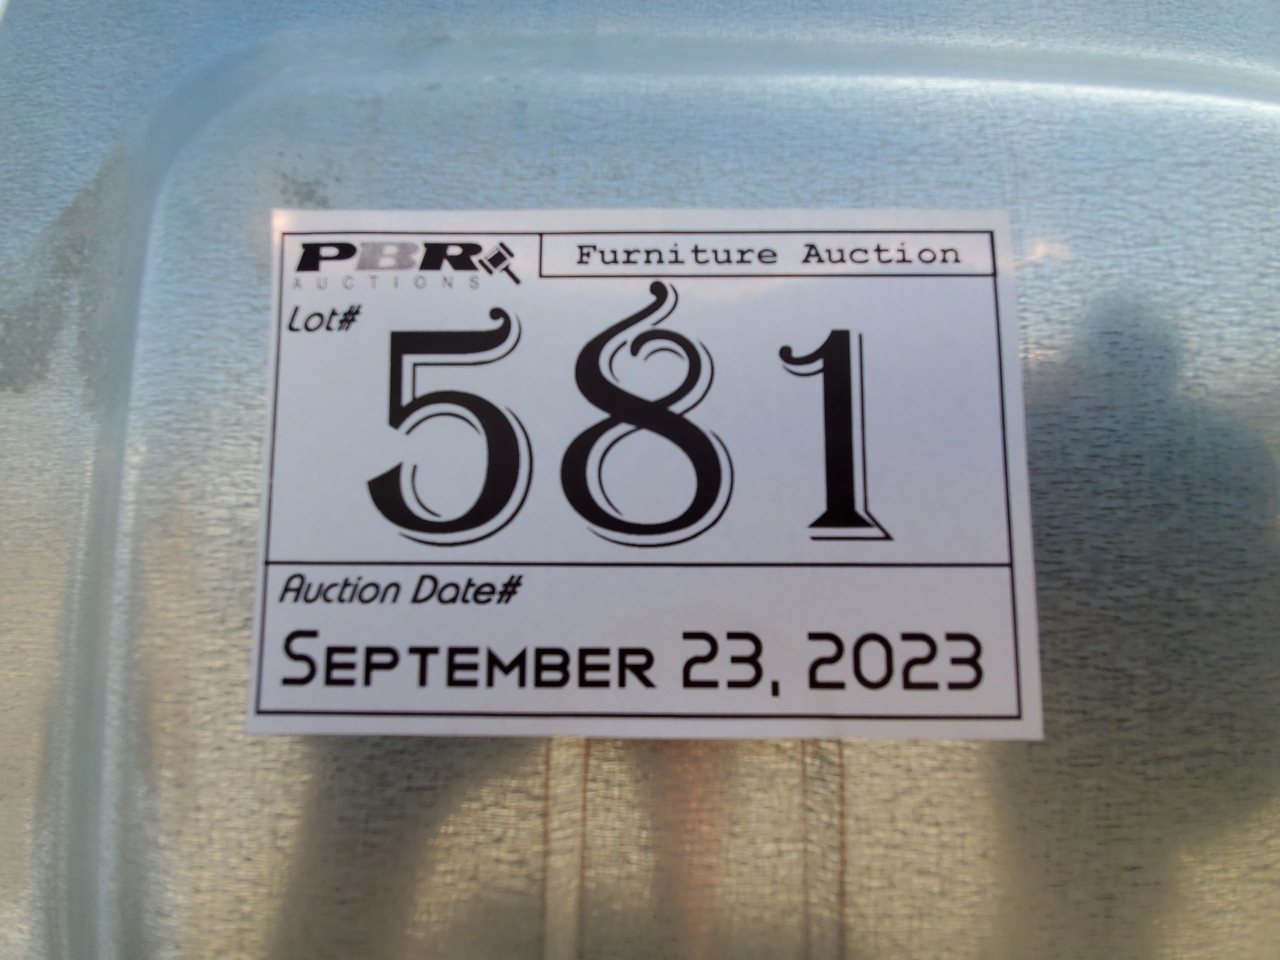 PBR
AUCTIONS
Furniture Auction
Lot#
581
Auction Date#
September 23, 2023